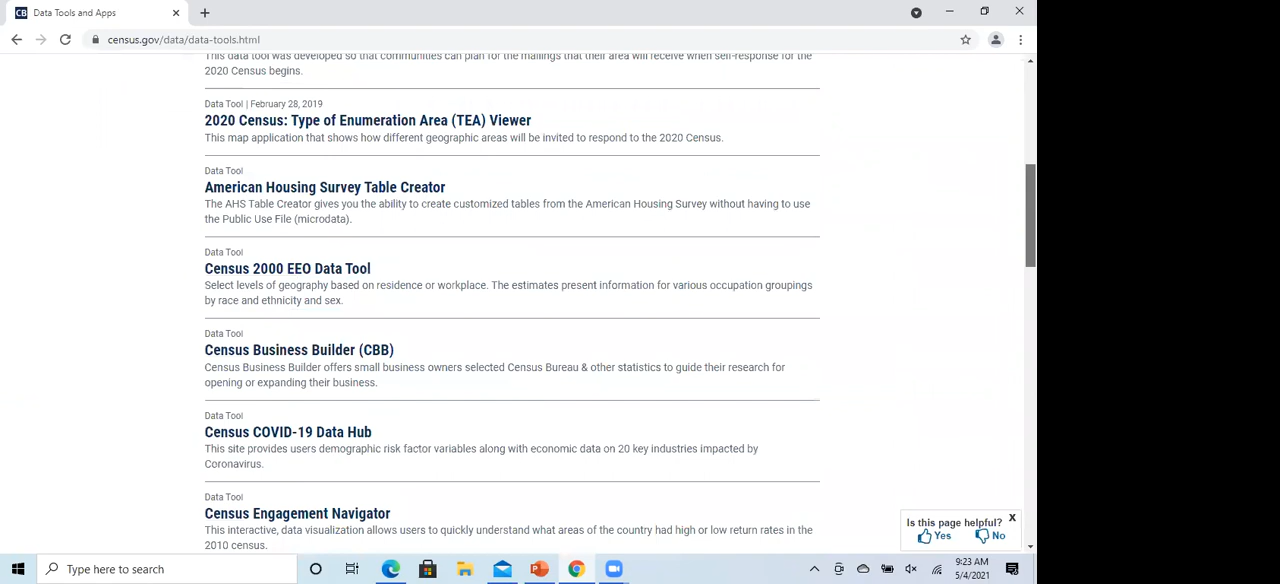 CB Data Tools and Apps
census.gov/data/data-tools.html
This data tool was developed so that communities can plan for the mailings that their area will receive when self-response for the
2020 Census begins.
Data Tool | February 28, 2019
2020 Census: Type of Enumeration Area (TEA) Viewer
This map application that shows how different geographic areas will be invited to respond to the 2020 Census.
Data Tool
American Housing Survey Table Creator
The AHS Table Creator gives you the ability to create customized tables from the American Housing Survey without having to use
the Public Use File (microdata).
Data Tool
Census 2000 EEO Data Tool
Select levels of geography based on residence or workplace. The estimates present information for various occupation groupings
by race and ethnicity and sex.
Data Tool
Census Business Builder (CBB)
Census Business Builder offers small business owners selected Census Bureau & other statistics to guide their research for
opening or expanding their business.
Data Tool
Census COVID-19 Data Hub
This site provides users demographic risk factor variables along with economic data on 20 key industries impacted by
Coronavirus.
Data Tool
Census Engagement Navigator
This interactive, data visualization allows users to quickly understand what areas of the country had high or low return rates in the
2010 census.
Is this page helpful? X
Yes No
Type here to search
9:23 AM
5/4/2021